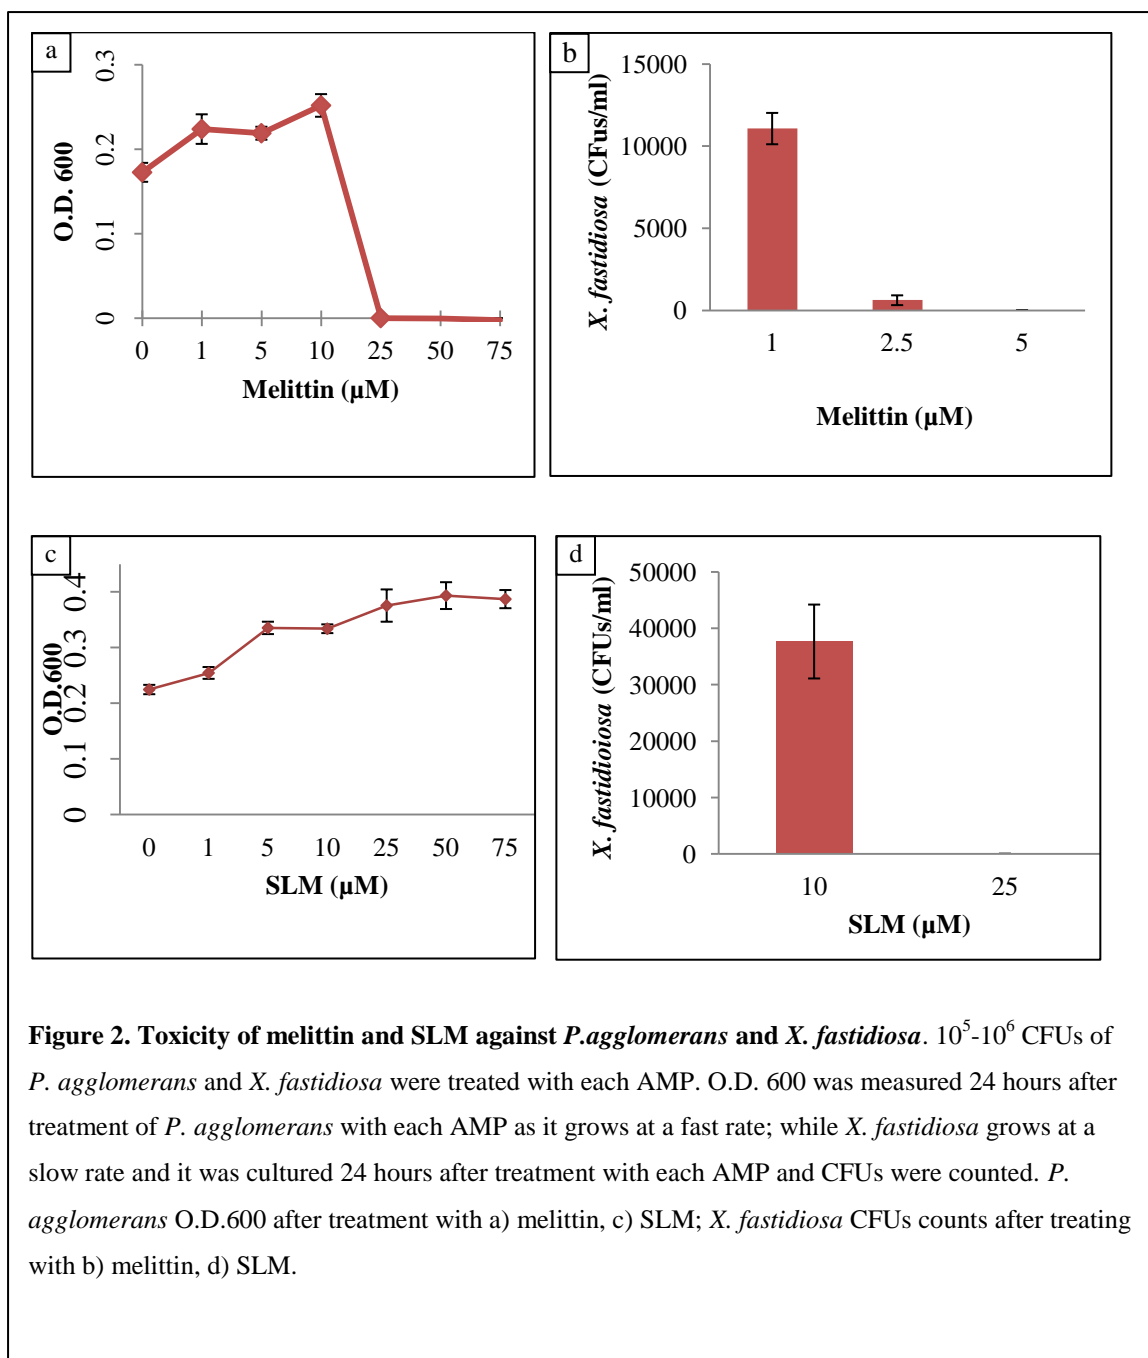 a
0.3
0.2
0.1
0
O.D. 600
0 1 5 10 25 50 75
Melittin (µM)
b
15000
10000
5000
0
X. fastidiosa (CFus/ml)
1 2.5 5
Melittin (µM)
c
0.4
0.3
0.2
0.1
0
O.D.600
0 1 5 10 25 50 75
SLM (µM)
d
50000
40000
30000
20000
10000
0
X. fastidioiosa (CFUs/ml)
10 25
SLM (µM)
Figure 2. Toxicity of melittin and SLM against P.agglomerans and X. fastidiosa. 10⁵-10⁶ CFUs of
P. agglomerans and X. fastidiosa were treated with each AMP. O.D. 600 was measured 24 hours after
treatment of P. agglomerans with each AMP as it grows at a fast rate; while X. fastidiosa grows at a
slow rate and it was cultured 24 hours after treatment with each AMP and CFUs were counted. P.
agglomerans O.D.600 after treatment with a) melittin, c) SLM; X. fastidiosa CFUs counts after treating
with b) melittin, d) SLM.